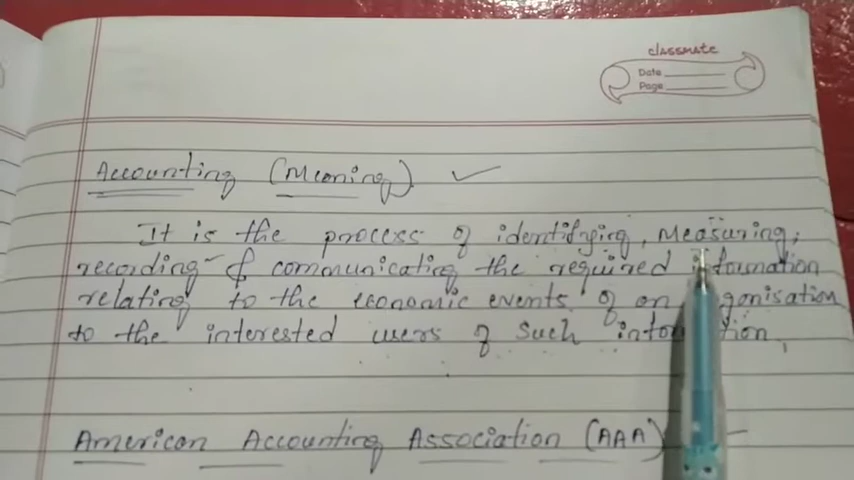 classmate
Date
Page
Accounting (Meaning) ✓
It is the process of identifying, Measuring,
recording & communicating the required information
relating to the economic events of an organisation
to the interested users of such information.
American Accounting Association (AAA)